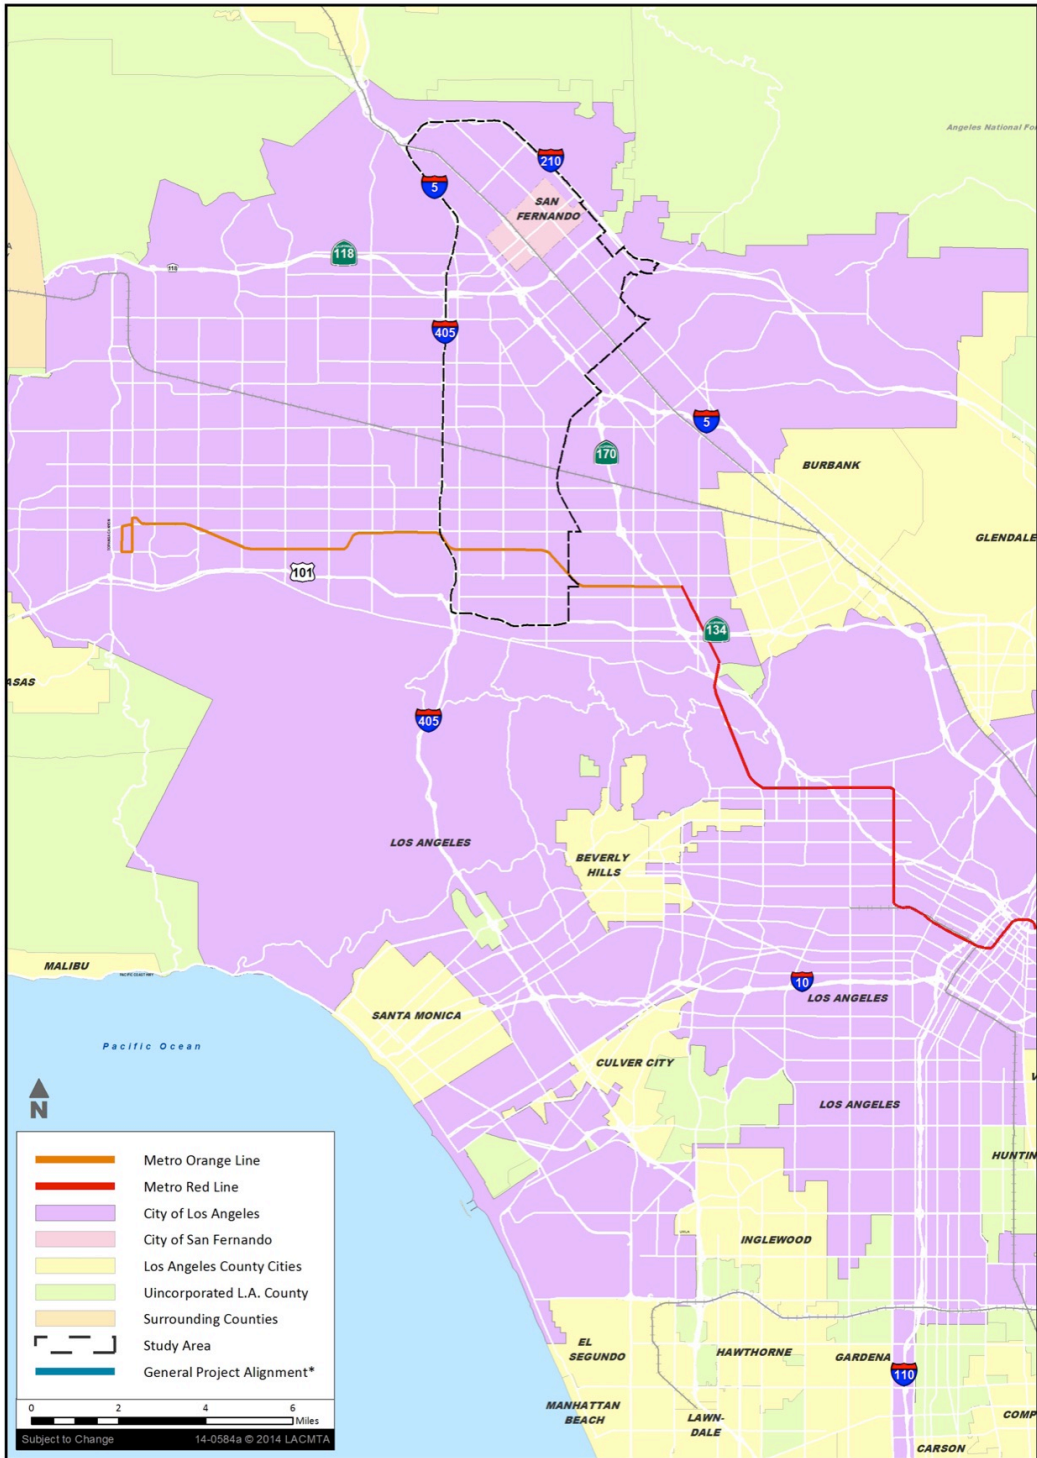 Angeles National Fo
210
5
SAN
FERNANDO
118
118
405
5
170
BURBANK
GLENDALE
101
134
ASAS
405
LOS ANGELES
BEVERLY
HILLS
MALIBU
10
LOS ANGELES
SANTA MONICA
Pacific Ocean
CULVER CITY
N
LOS ANGELES
HUNTIN
Metro Orange Line
Metro Red Line
City of Los Angeles
City of San Fernando
Los Angeles County Cities
Uincorporated L.A. County
Surrounding Counties
Study Area
General Project Alignment*
INGLEWOOD
EL
SEGUNDO
HAWTHORNE
GARDENA
110
MANHATTAN
BEACH
LAWN-
DALE
COMP
CARSON
0 2 4 6
Miles
Subject to Change 14-0584a © 2014 LACMTA